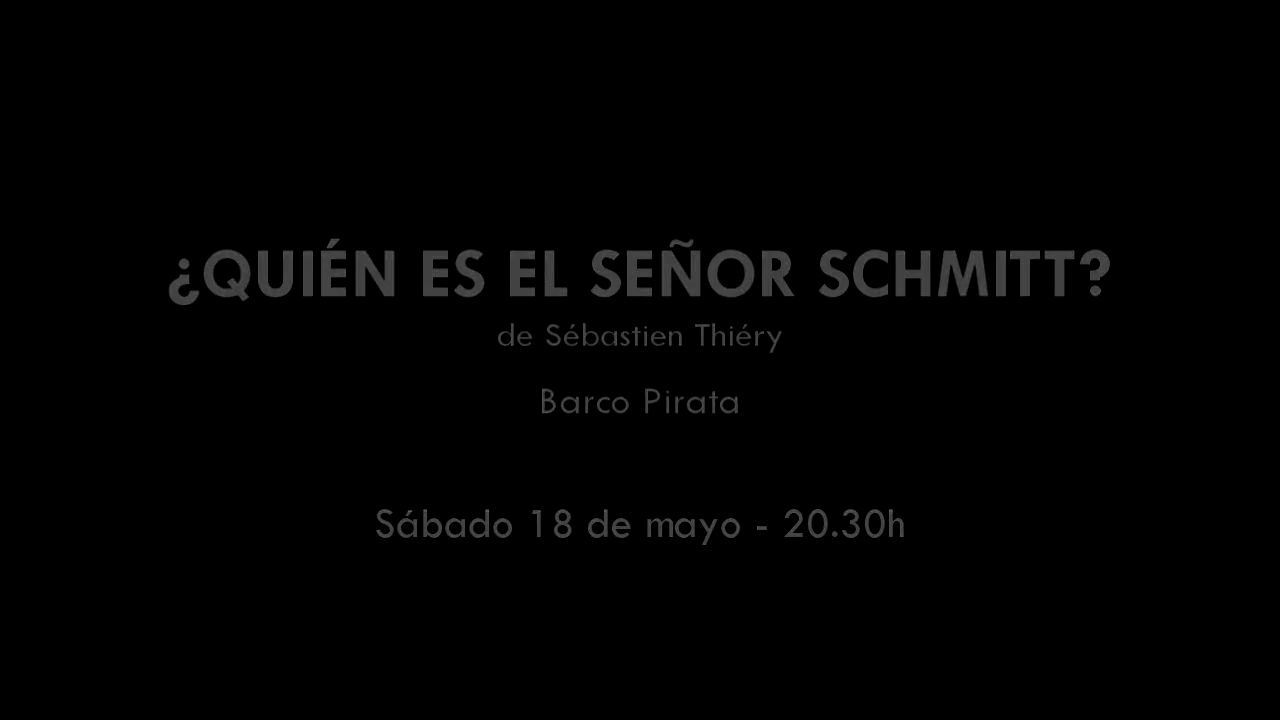 ¿QUIÉN ES EL SEÑOR SCHMITT?
de Sébastien Thiéry
Barco Pirata
Sábado 18 de mayo - 20.30h